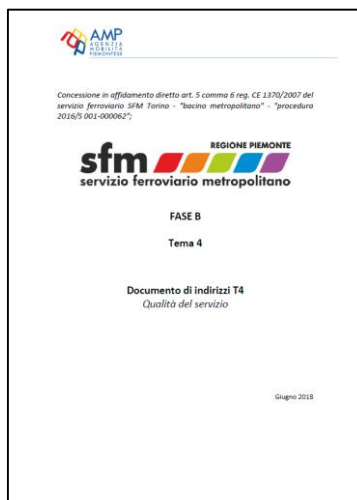 AMP
AGENZIA
MOBILITÀ
PIEMONTESE
Concessione in affidamento diretto art. 5 comma 6 reg. CE 1370/2007 del
servizio ferroviario SFM Torino - "bacino metropolitano" - "procedura
2016/S 001-000062";
REGIONE PIEMONTE
sfm
servizio ferroviario metropolitano
FASE B
Tema 4
Documento di indirizzi T4
Qualità del servizio
Giugno 2018